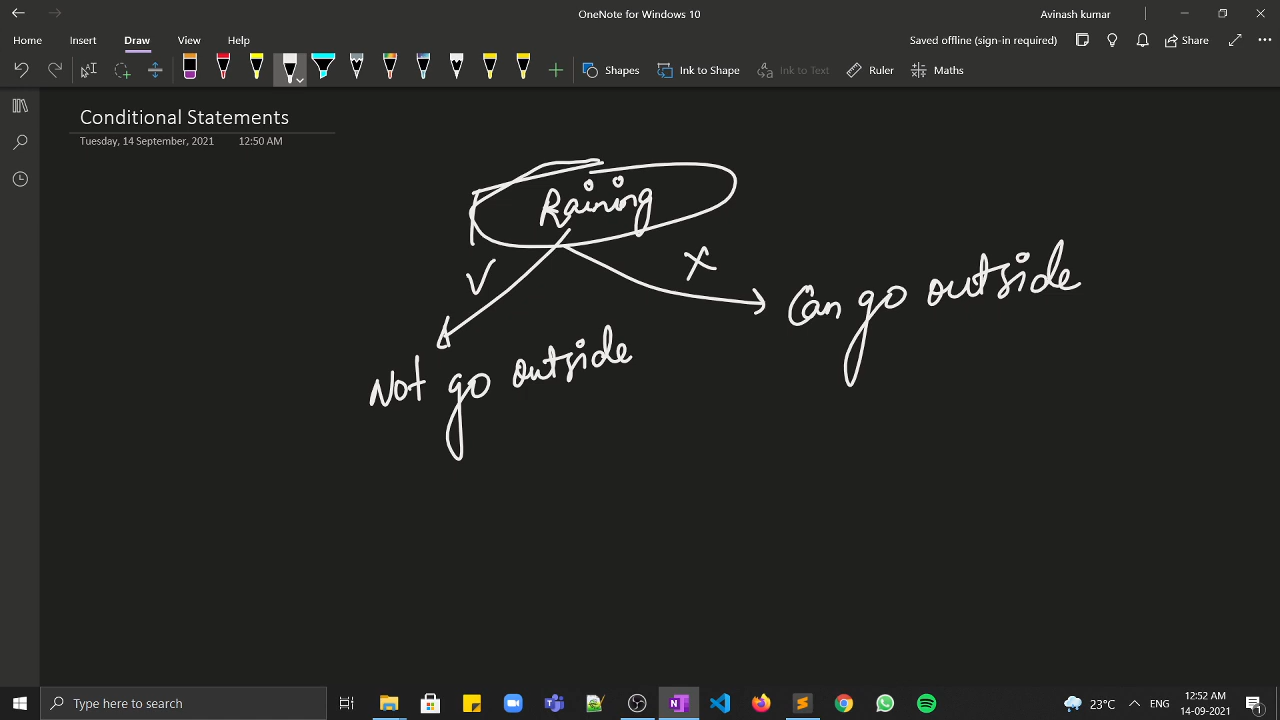 OneNote for Windows 10
Avinash kumar
Home Insert Draw View Help
Saved offline (sign-in required)
Share
Shapes
Ink to Shape
Ink to Text
Ruler
Maths
Conditional Statements
Tuesday, 14 September, 2021 12:50 AM
Raining
✓
X
Can go outside
Not go outside
Type here to search
23°C
ENG
12:52 AM
14-09-2021